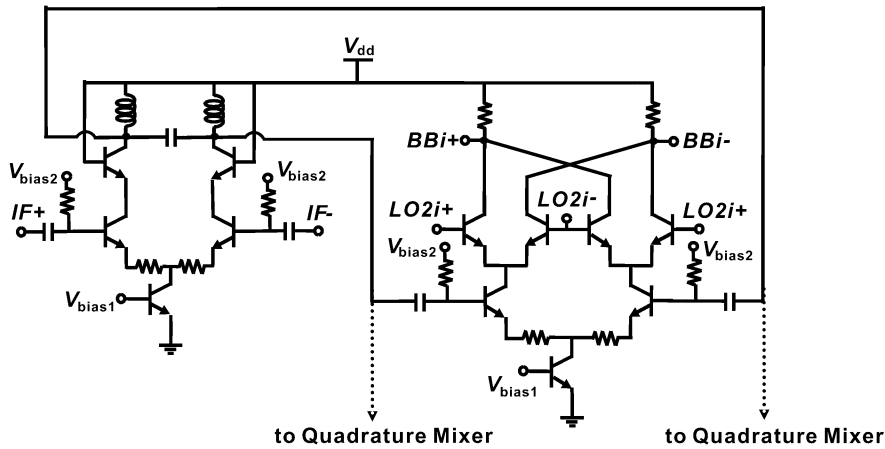 Vdd
Vbias2
Vbias2
IF+
IF-
Vbias1
BBi+
BBi-
LO2i+
LO2i-
LO2i+
Vbias2
Vbias2
Vbias1
to Quadrature Mixer
to Quadrature Mixer